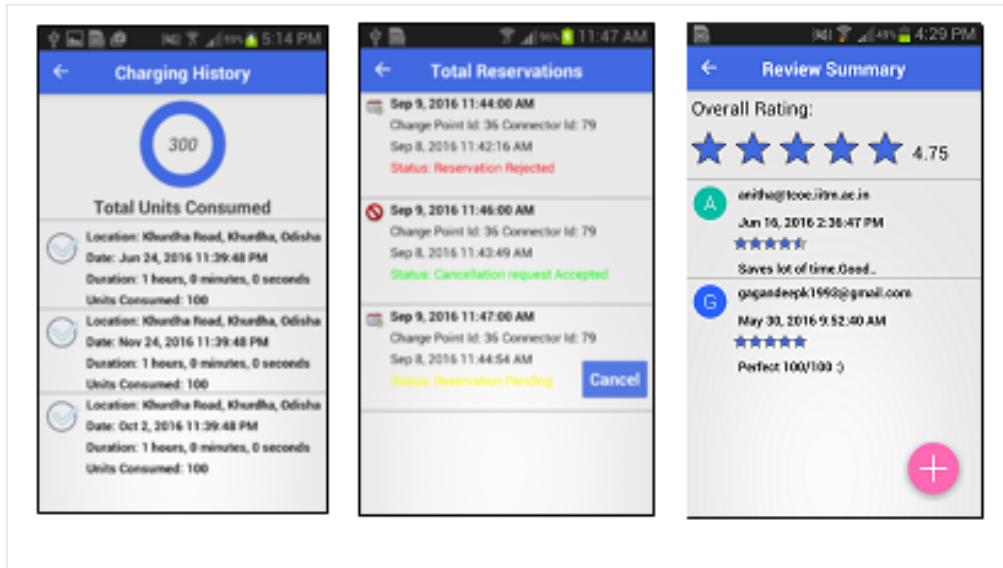 5:14 PM
Charging History
300
Total Units Consumed
Location: Khurdha Road, Khurdha, Odisha
Date: Jun 24, 2016 11:39:48 PM
Duration: 1 hours, 0 minutes, 0 seconds
Units Consumed: 100
Location: Khurdha Road, Khurdha, Odisha
Date: Nov 24, 2016 11:39:48 PM
Duration: 1 hours, 0 minutes, 0 seconds
Units Consumed: 100
Location: Khurdha Road, Khurdha, Odisha
Date: Oct 2, 2016 11:39:48 PM
Duration: 1 hours, 0 minutes, 0 seconds
Units Consumed: 100
11:47 AM
Total Reservations
Sep 9, 2016 11:44:00 AM
Charge Point Id: 36 Connector Id: 79
Sep 8, 2016 11:42:16 AM
Status: Reservation Rejected
Sep 9, 2016 11:46:00 AM
Charge Point Id: 36 Connector Id: 79
Sep 8, 2016 11:43:49 AM
Status: Cancellation request Accepted
Sep 9, 2016 11:47:00 AM
Charge Point Id: 36 Connector Id: 79
Sep 8, 2016 11:44:54 AM
Status: Reservation Pending
Cancel
4:29 PM
Review Summary
Overall Rating:
4.75
A
anitha@tcoe.iitm.ac.in
Jun 16, 2016 2:36:47 PM
Saves lot of time.Good..
G
gagandeepk1993@gmail.com
May 30, 2016 9:52:40 AM
Perfect 100/100 :)